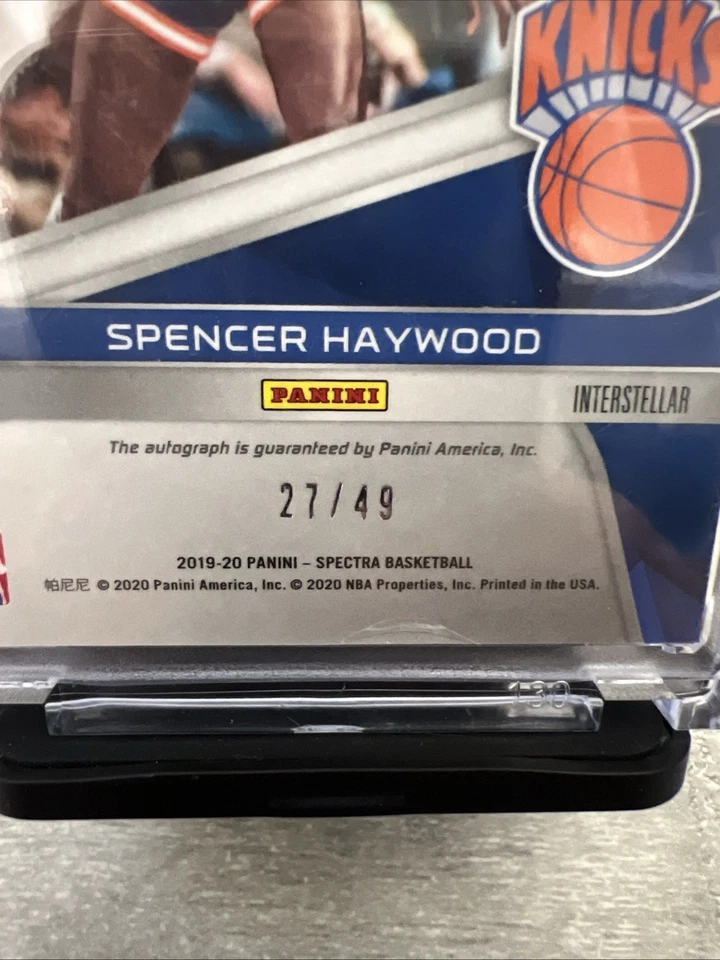 KNICKS
SPENCER HAYWOOD
PANINI
INTERSTELLAR
The autograph is guaranteed by Panini America, Inc.
27/49
2019-20 PANINI – SPECTRA BASKETBALL
帕尼尼 © 2020 Panini America, Inc. © 2020 NBA Properties, Inc. Printed in the USA.
130